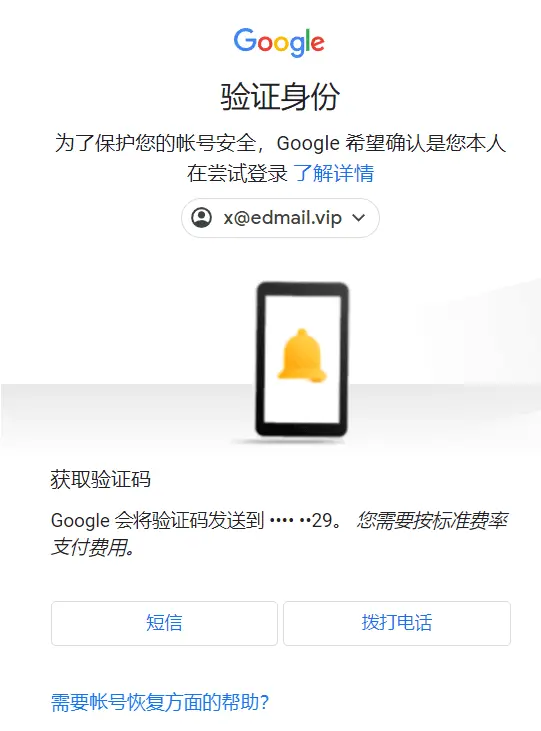 Google
验证身份
为了保护您的帐号安全，Google 希望确认是您本人
在尝试登录 了解详情
x@edmail.vip
获取验证码
Google 会将验证码发送到 •••• ••29。 您需要按标准费率
支付费用。
短信
拨打电话
需要帐号恢复方面的帮助?